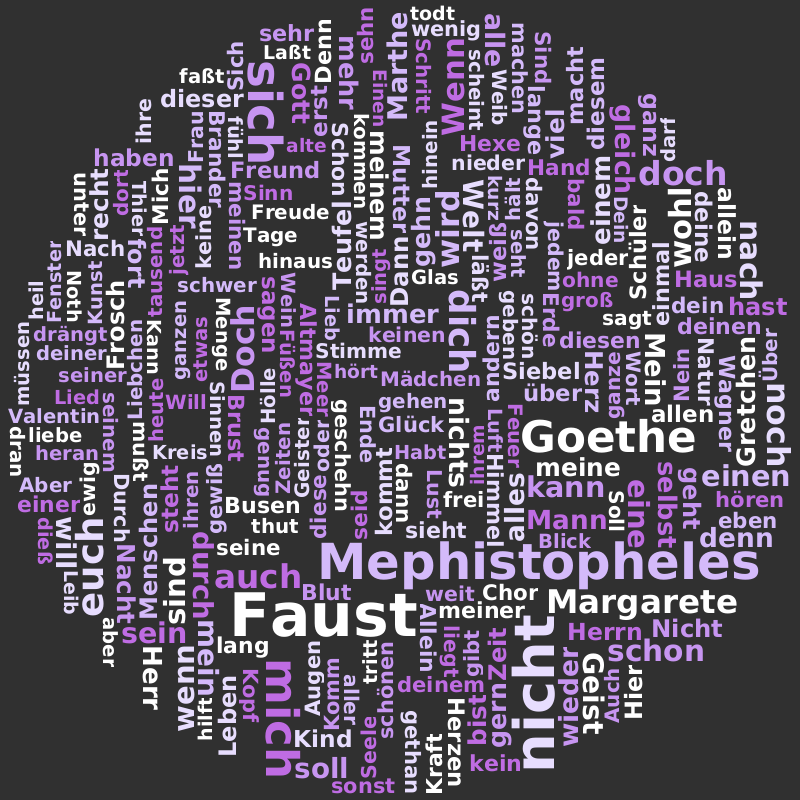 todt
wenig
sehn
sehr
Laßt
Denn
Marthe
alle
machen
Sind
lange
macht
diesem
faßt
Sich
sich
Gott
erst
mehr
Einen
Schritt
Wenn
scheint
Weib
viel
dieser
ihre
Frau
Brander
fühl
alte
Schon
kommen
meinem
Mutter
hinein
Hexe
nieder
Hand
bald
einem
gleich
Dein
ganz
darf
doch
haben
hier
Freund
meinen
Sinn
Freude
Teufel
werden
singt
Dann
gehn
wird
Welt
läßt
kurz
weiß
läh
seht
davon
jedem
jeder
Schüler
wohl
deine
allein
nach
unter
recht
dort
Thier
fort
Mich
jetzt
tausend
keine
Tage
hinaus
Glas
ohne
groß
Erde
einmal
Haus
Nach
Fenster
heil
Noth
Kunst
Frosch
schwer
sagen
Wein
Füßen
Altmayer
Lieb
immer
keinen
dich
andern
geben
schön
sagt
dein
hast
deinen
diesen
drängt
deiner
seiner
müssen
Kann
ganzen
etwas
Menge
Doch
Stimme
Meer
hört
Mädchen
Siebel
über
Herz
ganze
Wort
Mein
Nein
Natur
Wagner
Gretchen
Über
noch
Lied
Will
Valentin
liebe
heran
dran
seinem
Liebchen
heute
Sinnen
Brust
Hölle
genug
Zeiten
Geister
oder
diese
geschehn
Ende
gehen
Glück
Habt
nichts
ihrem
Luft
Feuer
Goethe
allen
meine
Kreis
mußt
Aber
ewig
einer
dieß
will
Leib
euch
Durch
Nacht
Menschen
steht
ihren
gewiß
Busen
thut
seine
des
kommt
dann
Lust
frei
sieht
Himmel
alles
kann
Mann
Blick
Soll
eine
selbst
geht
einen
hören
eben
denn
Mephistopheles
sind
durch
auch
Blut
Faust
weit
Chor
meiner
Margarete
aber
sein
Herr
wenn
mein
lang
hilft
Leben
Kopf
mich
Augen
Komm
aller
tritt
schönen
Allein
liegt
gibt
deinem
gern
zeit
bist
nicht
Herrn
Nicht
schon
wieder
Geist
Auch
Hier
Kind
soll
Seele
sonst
gethan
Kraft
Herzen
kein